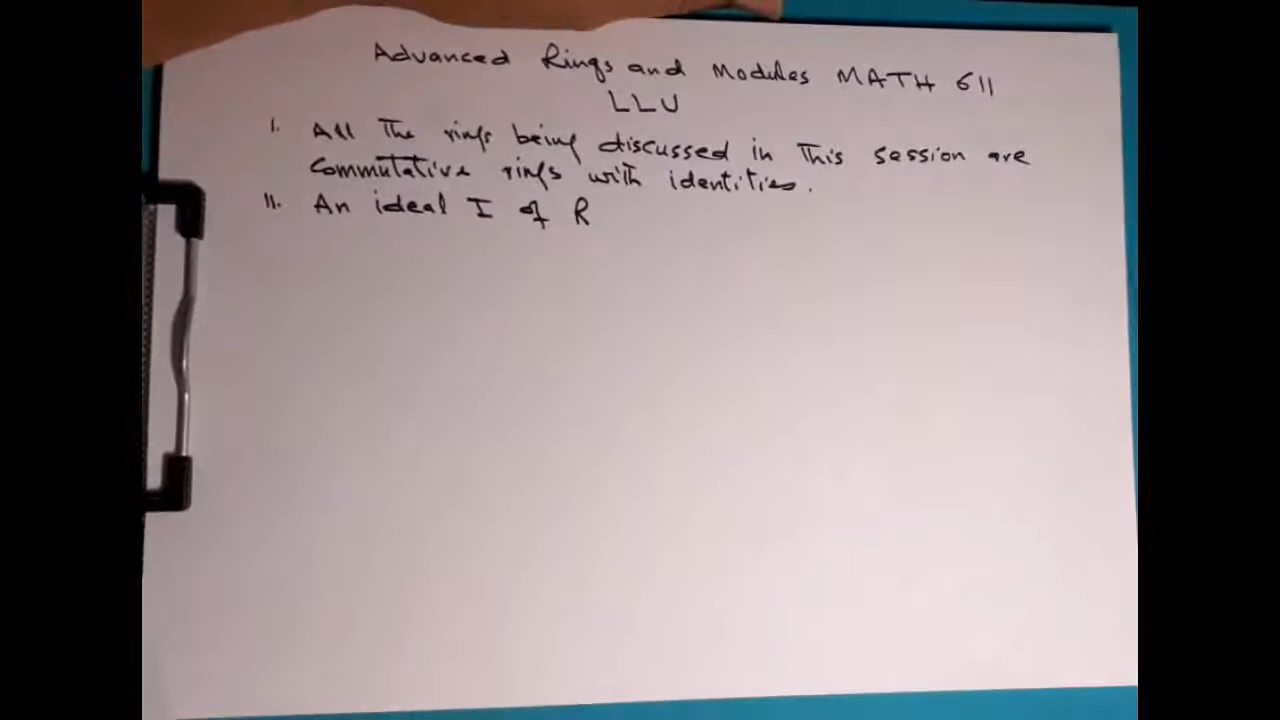 Advanced Rings and Modules MATH 611
LLU
I. All The rings being discussed in This session are
commutative rings with identities.
II. An ideal I of R